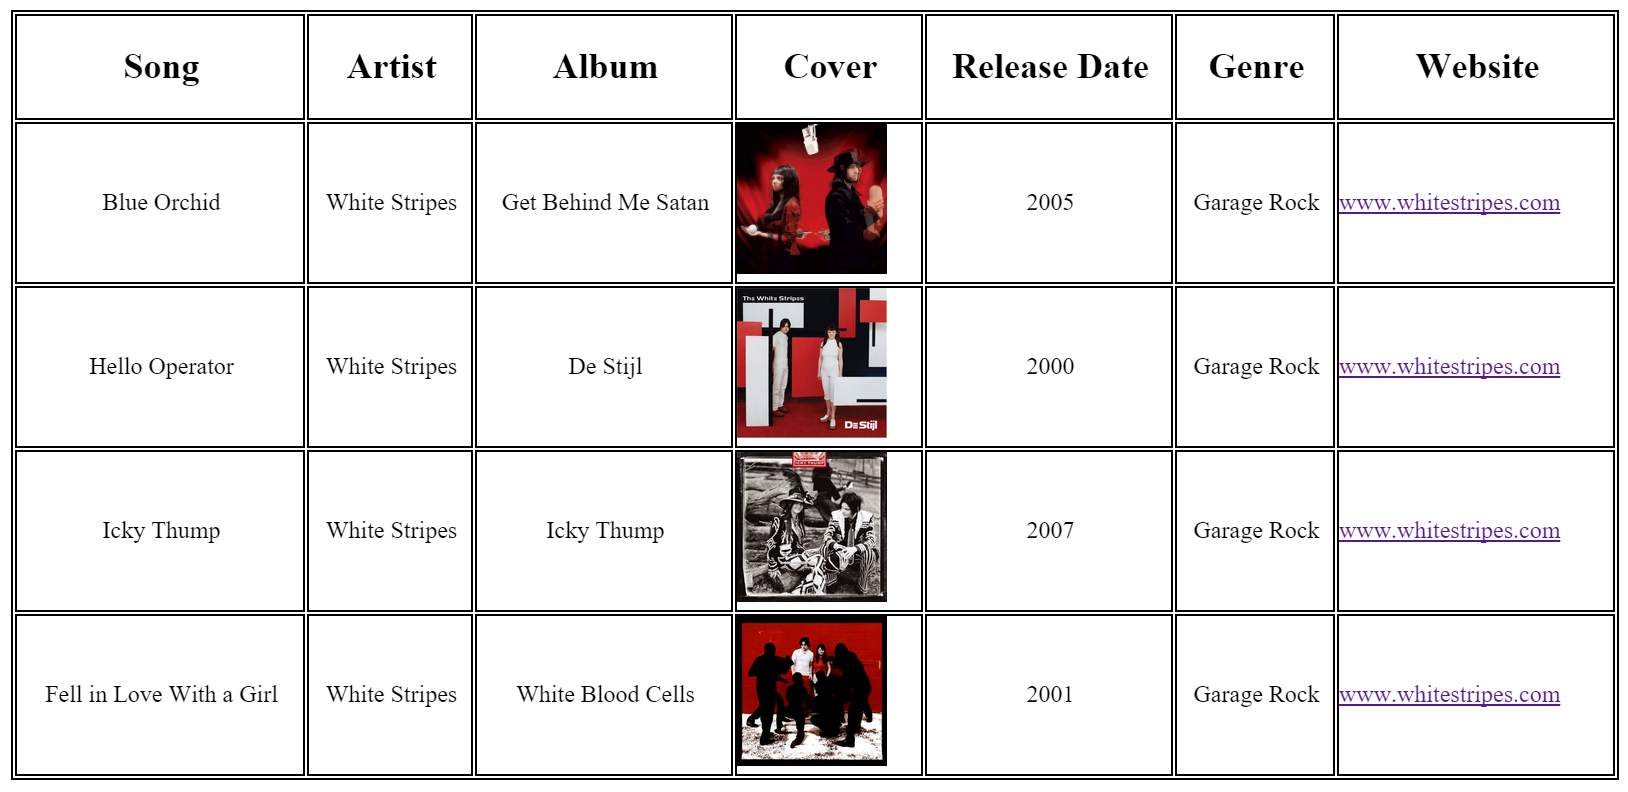 Song Artist Album Cover Release Date Genre Website
Blue Orchid White Stripes Get Behind Me Satan 2005 Garage Rock www.whitestripes.com
The White Stripes
Hello Operator White Stripes De Stijl 2000 Garage Rock www.whitestripes.com
De Stijl
ICKY THUMP
Icky Thump White Stripes Icky Thump 2007 Garage Rock www.whitestripes.com
Fell in Love With a Girl White Stripes White Blood Cells 2001 Garage Rock www.whitestripes.com